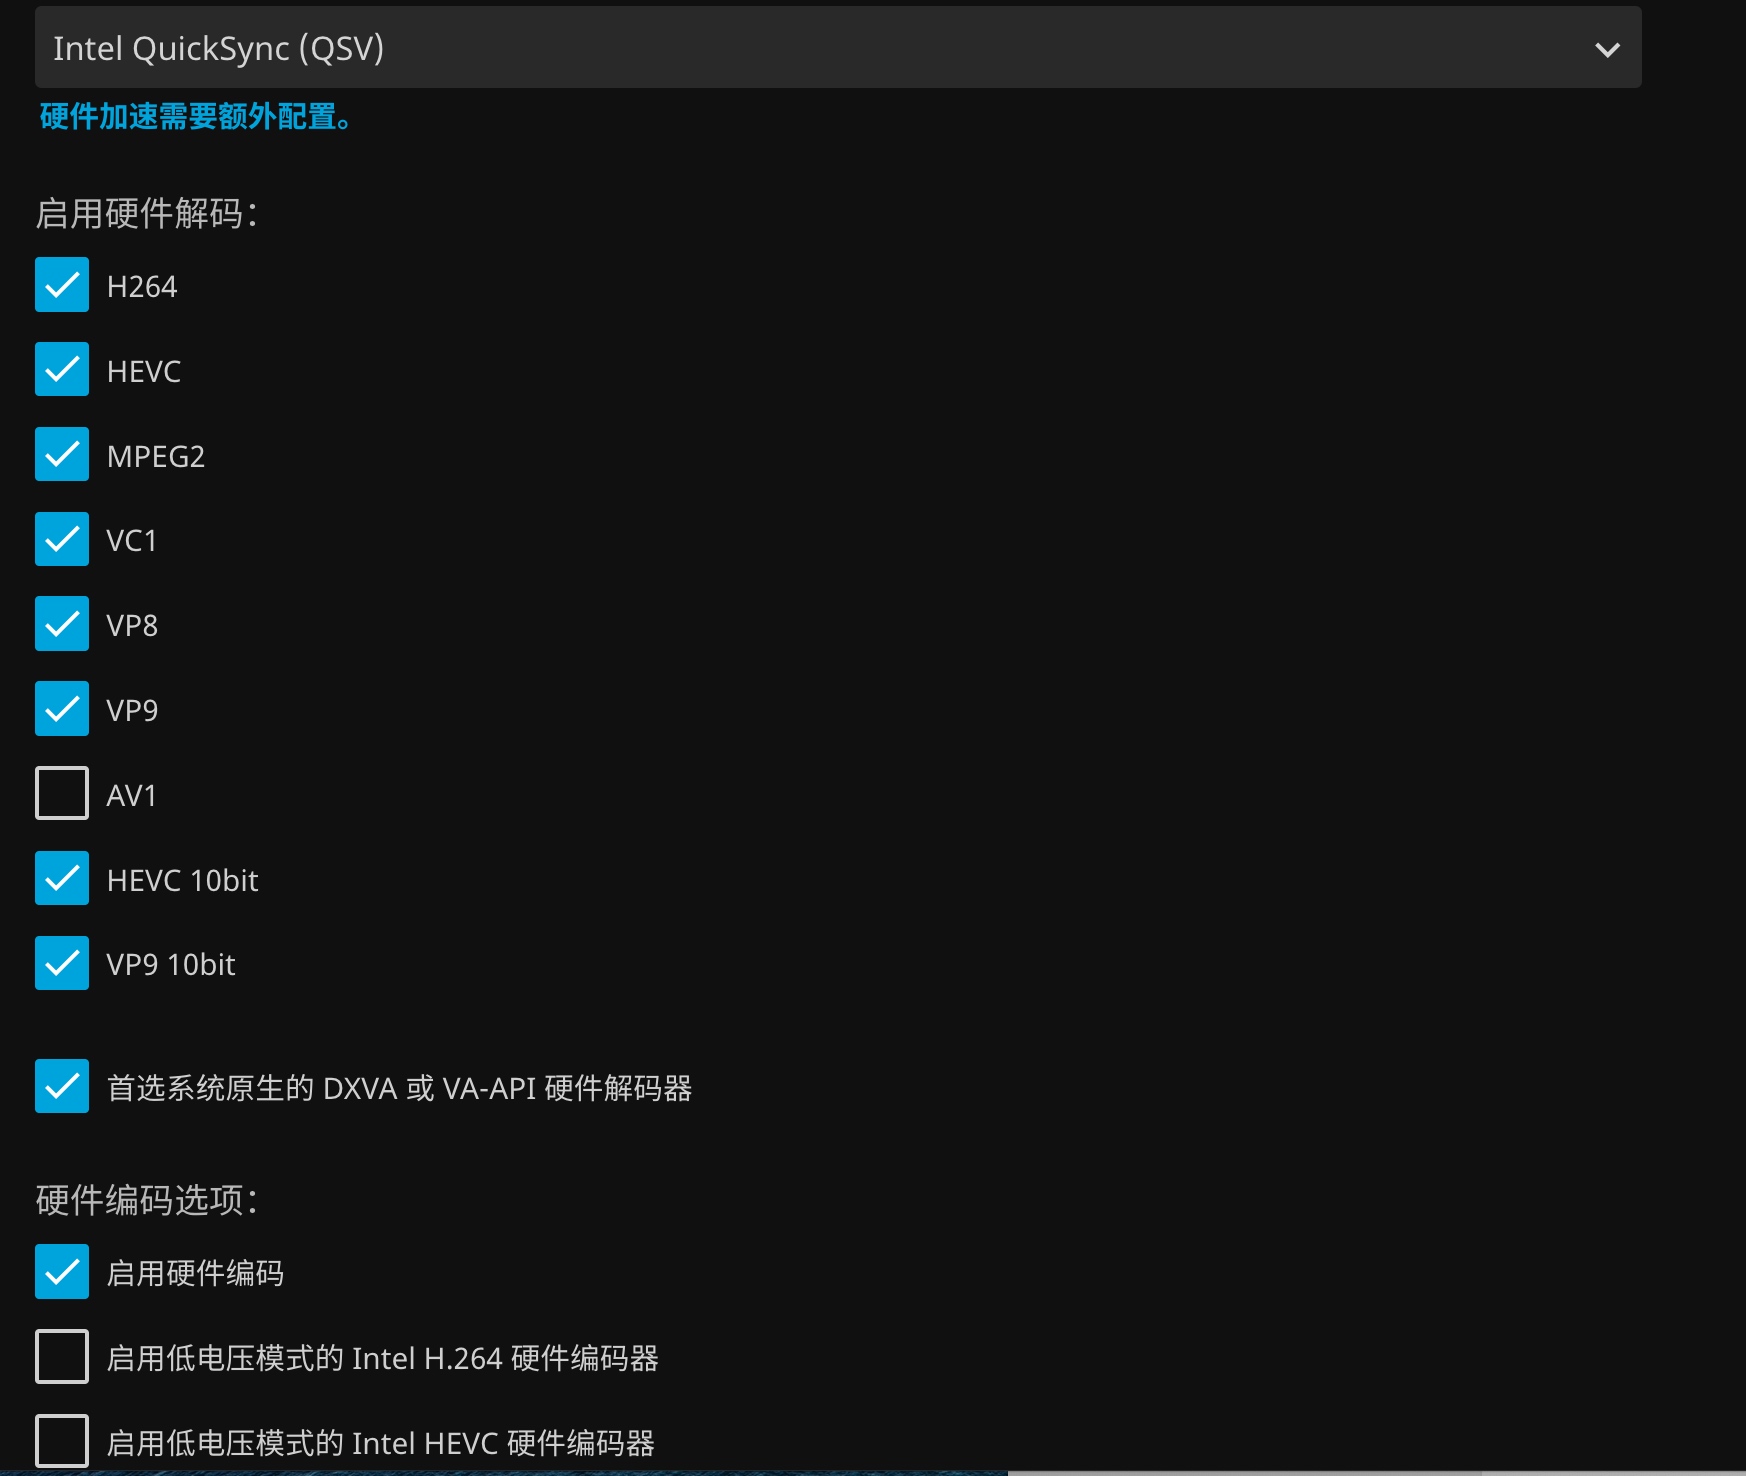 Intel QuickSync (QSV)
硬件加速需要额外配置。
启用硬件解码：
H264
HEVC
MPEG2
VC1
VP8
VP9
AV1
HEVC 10bit
VP9 10bit
首选系统原生的 DXVA 或 VA-API 硬件解码器
硬件编码选项：
启用硬件编码
启用低电压模式的 Intel H.264 硬件编码器
启用低电压模式的 Intel HEVC 硬件编码器